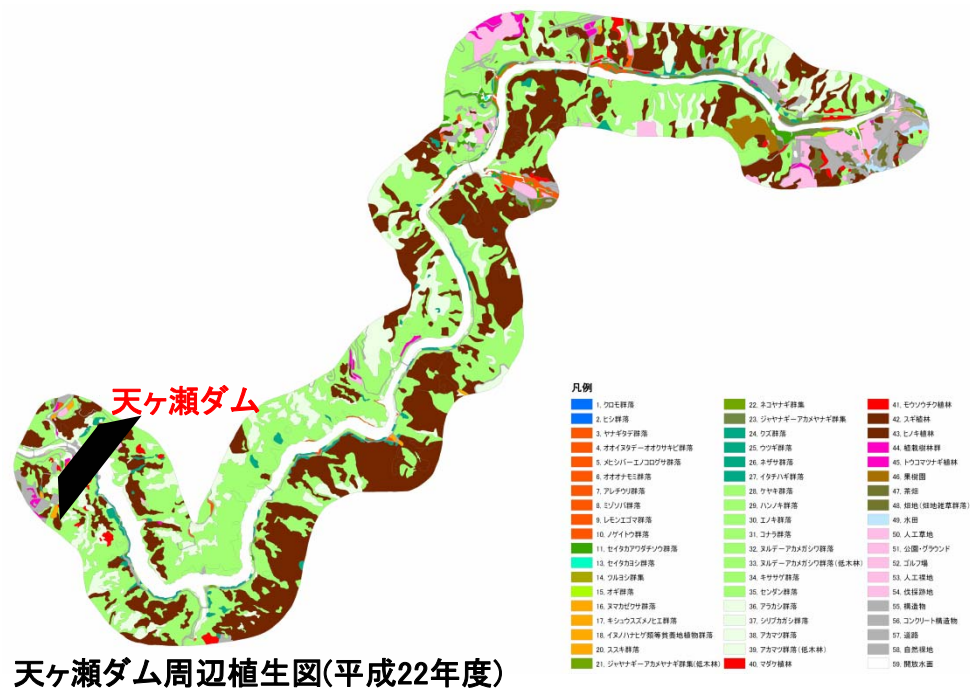 天ヶ瀬ダム
凡例
1. クロモ群落
2. ヒシ群落
3. ヤナギタデ群落
4. オオイヌタデーオオクサキビ群落
5. メヒシバーエノコログサ群落
6. オオオナモミ群落
7. アレチウリ群落
8. ミゾソバ群落
9. レモンエゴマ群落
10. ノゲイトウ群落
11. セイタカアワダチソウ群落
13. セイタカヨシ群落
14. ツルヨシ群集
15. オギ群落
16. ヌマガゼクサ群落
17. キシュウスズメノヒエ群落
18. イヌノハナヒゲ類等貧養地植物群落
20. ススキ群落
21. ジャヤナギーアカメヤナギ群集(低木林)
22. ネコヤナギ群集
23. ジャヤナギーアカメヤナギ群集
24. クズ群落
25. ウツギ群落
26. ネザサ群落
27. イタチハギ群落
28. ケヤキ群落
29. ハンノキ群落
30. エノキ群落
31. コナラ群落
32. ヌルデーアカメガシワ群落
33. ヌルデーアカメガシワ群落(低木林)
34. キササゲ群落
35. センダン群落
36. アラカシ群落
37. シリブカガシ群落
38. アカマツ群落
39. アカマツ群落(低木林)
40. マダケ植林
41. モウソウチク植林
42. スギ植林
43. ヒノキ植林
44. 植栽樹林群
45. トウコマツナギ植林
46. 果樹園
47. 茶畑
48. 畑地(畑地雑草群落)
49. 水田
50. 人工草地
51. 公園・グラウンド
52. ゴルフ場
53. 人工裸地
54. 伐採跡地
55. 構造物
56. コンクリート構造物
57. 道路
58. 自然裸地
59. 開放水面
天ヶ瀬ダム周辺植生図(平成22年度)